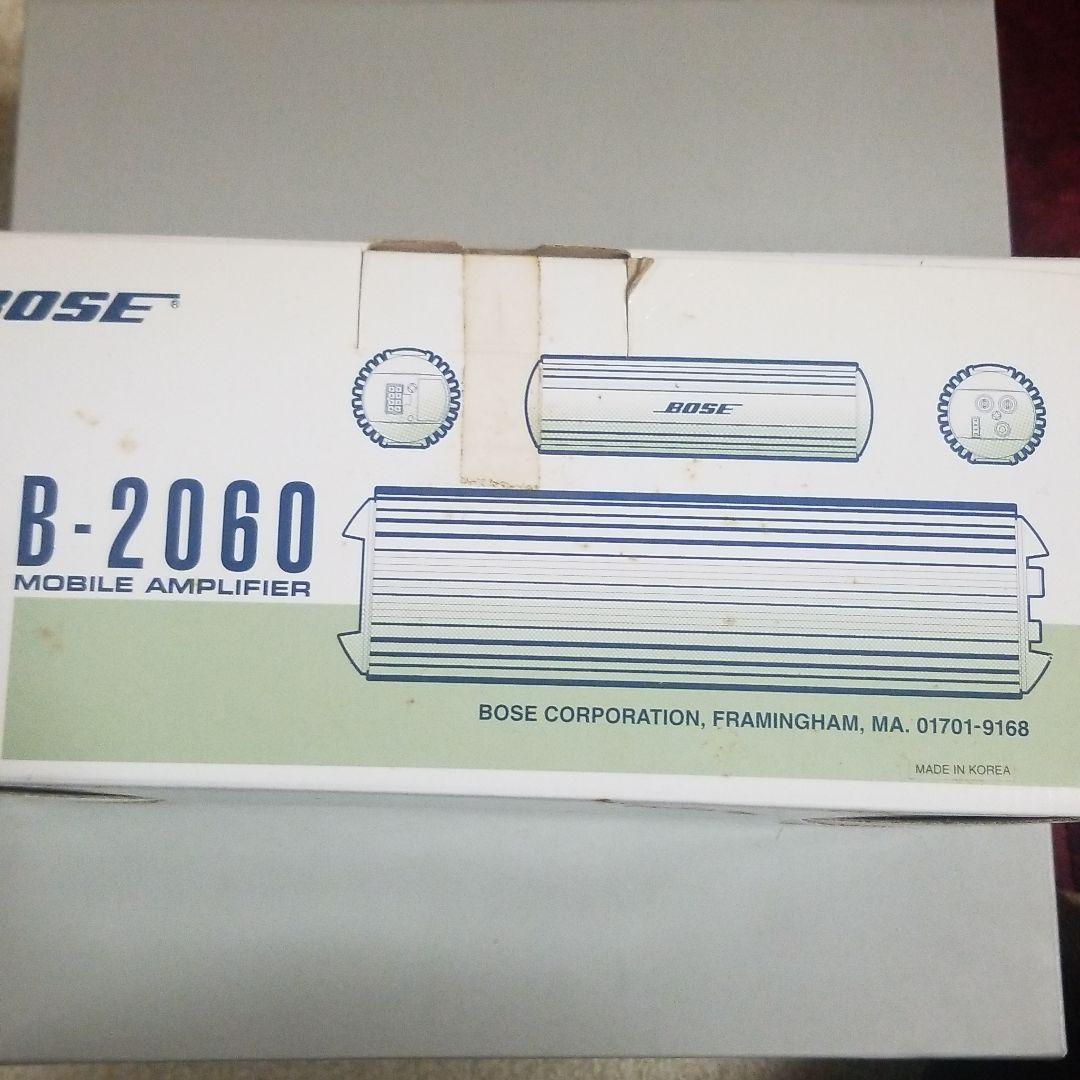 BOSE®
BOSE
B-2060
MOBILE AMPLIFIER
BOSE CORPORATION, FRAMINGHAM, MA. 01701-9168
MADE IN KOREA